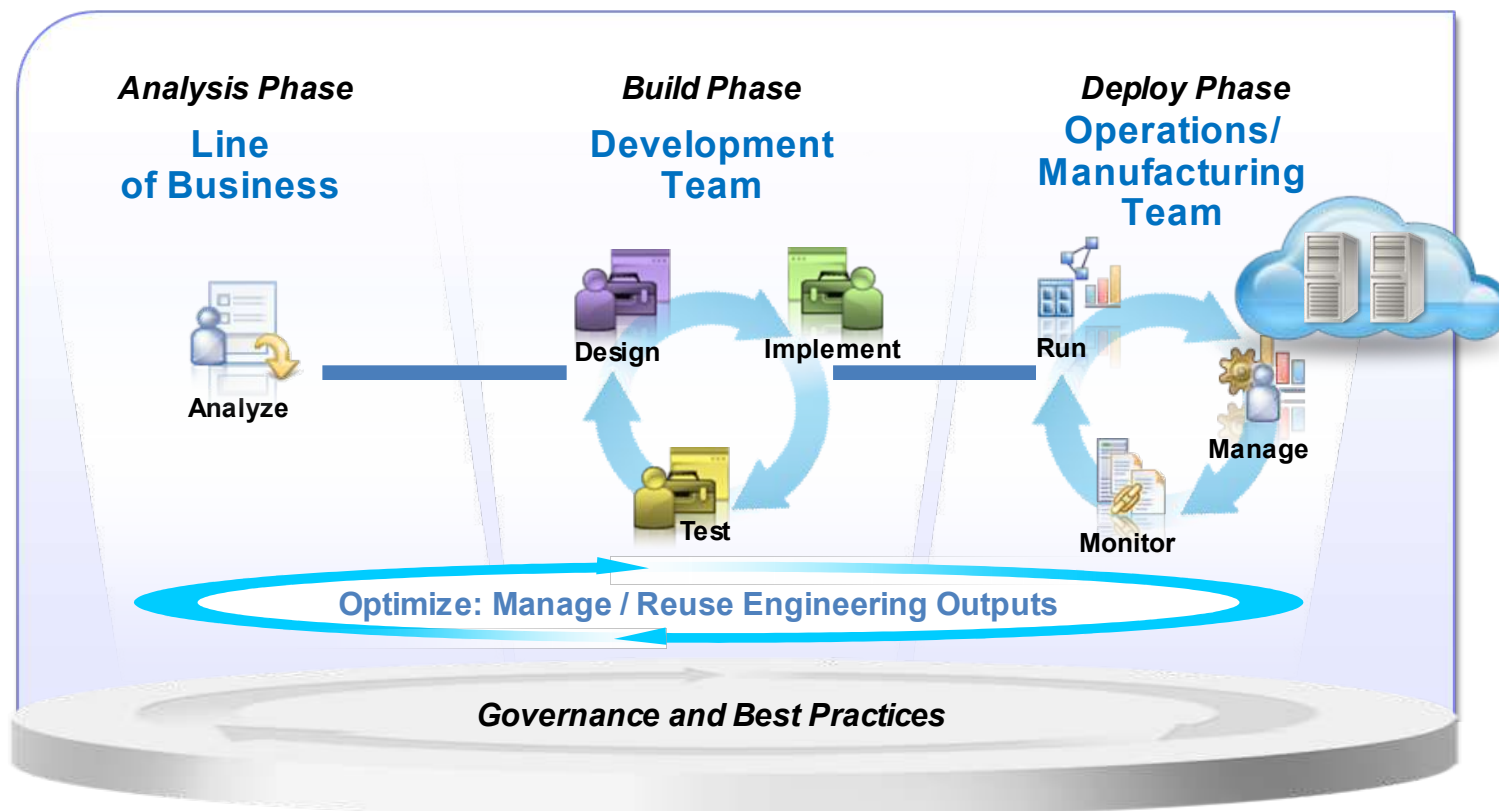 Analysis Phase
Line
of Business
Analyze
Build Phase
Development
Team
Design
Implement
Test
Deploy Phase
Operations/
Manufacturing
Team
Run
Manage
Monitor
Optimize: Manage / Reuse Engineering Outputs
Governance and Best Practices